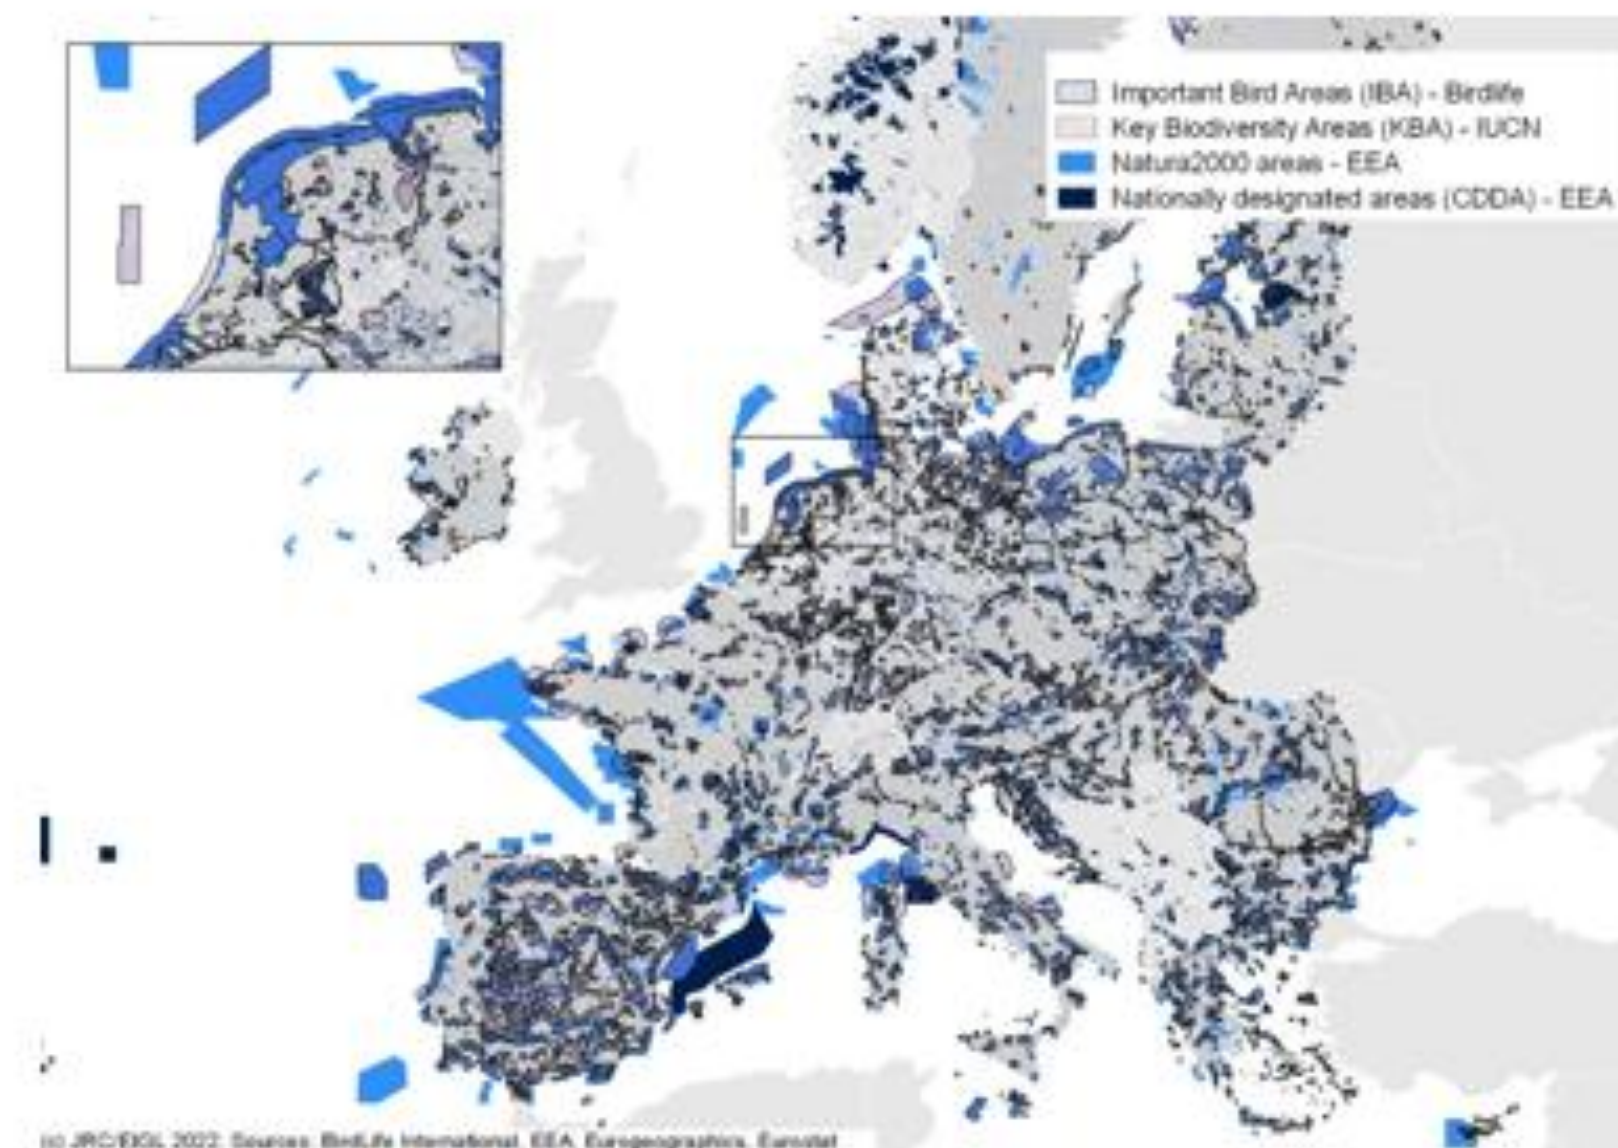 Important Bird Areas (IBA) - Birdlife
Key Biodiversity Areas (KBA) - IUCN
Natura2000 areas - EEA
Nationally designated areas (CDDA) - EEA
(c) JRC/EIGL 2022. Sources: BirdLife International, EEA, Eurogeographics, Eurostat